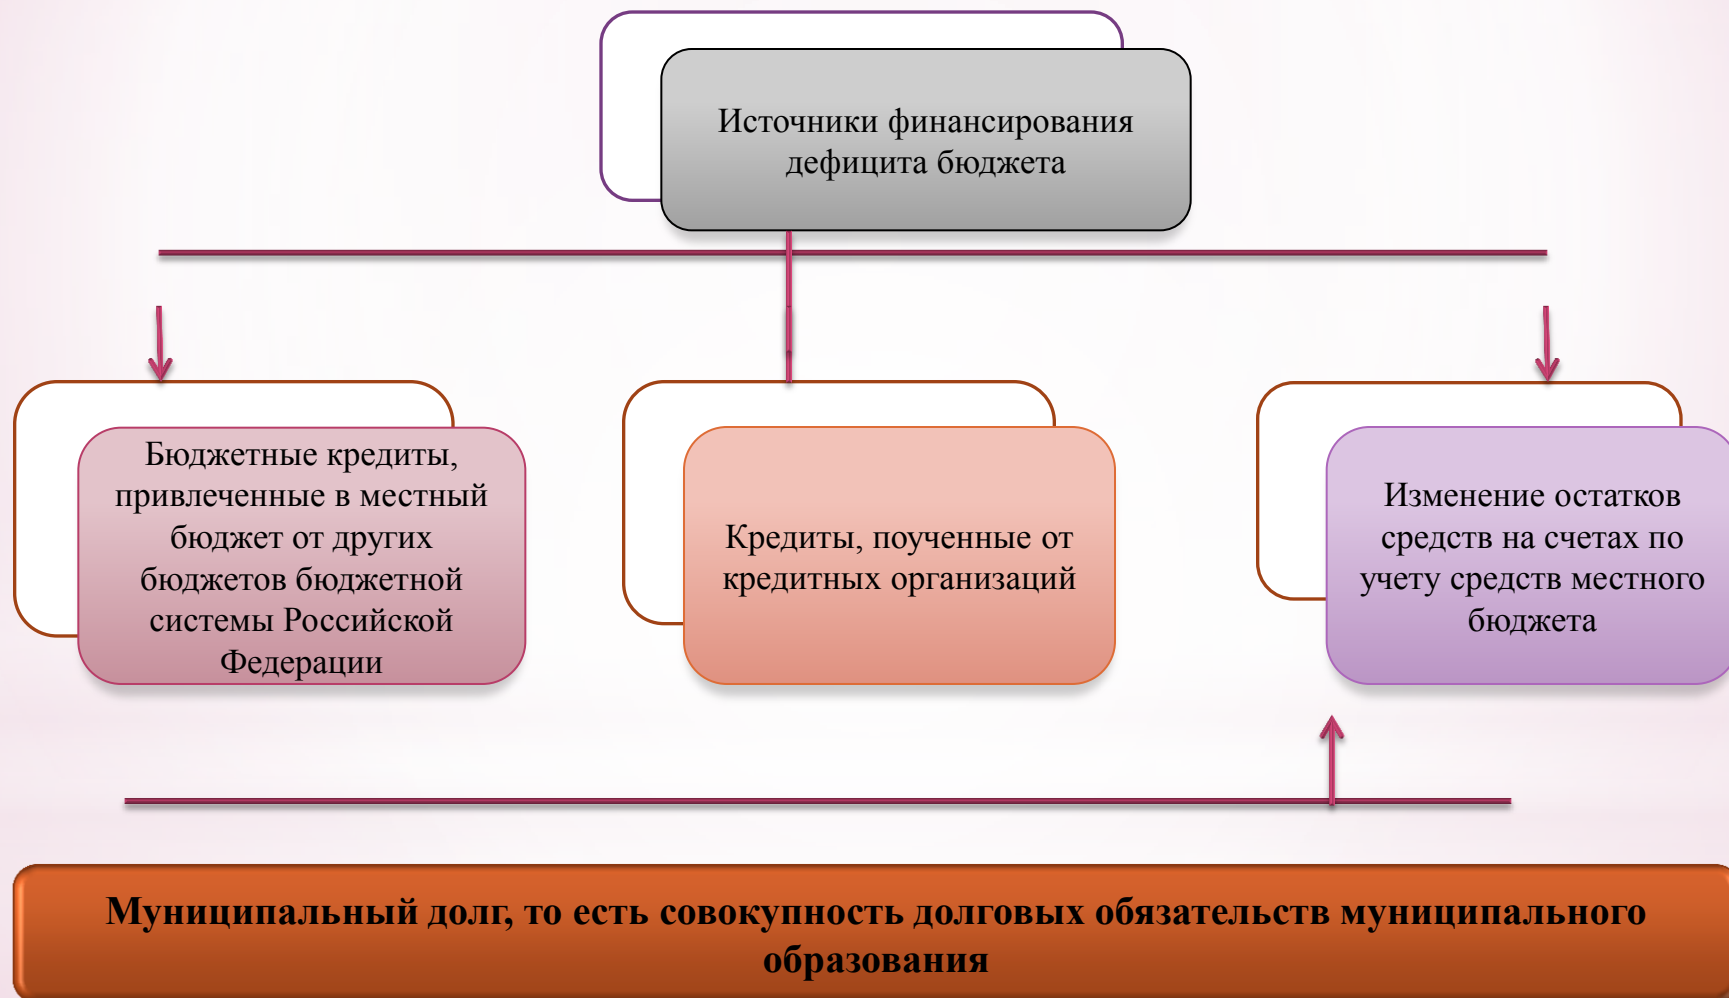 Источники финансирования
дефицита бюджета
Бюджетные кредиты,
привлеченные в местный
бюджет от других
бюджетов бюджетной
системы Российской
Федерации
Кредиты, поученные от
кредитных организаций
Изменение остатков
средств на счетах по
учету средств местного
бюджета
Муниципальный долг, то есть совокупность долговых обязательств муниципального
образования